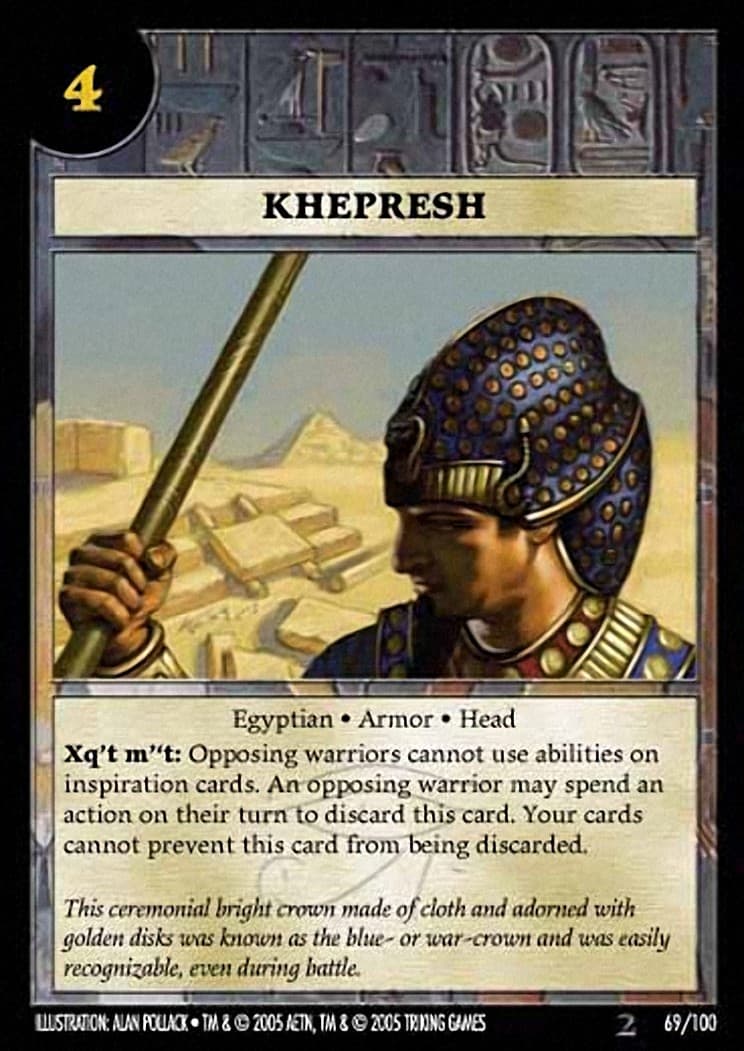 4
KHEPRESH
Egyptian • Armor • Head
Xq't m"t: Opposing warriors cannot use abilities on
inspiration cards. An opposing warrior may spend an
action on their turn to discard this card. Your cards
cannot prevent this card from being discarded.
This ceremonial bright crown made of cloth and adorned with
golden disks was known as the blue- or war-crown and was easily
recognizable, even during battle.
ILLUSTRATION: ALAN POLLACK • TM & © 2005 AETN, TM & © 2005 TRIKING GAMES
2 69/100